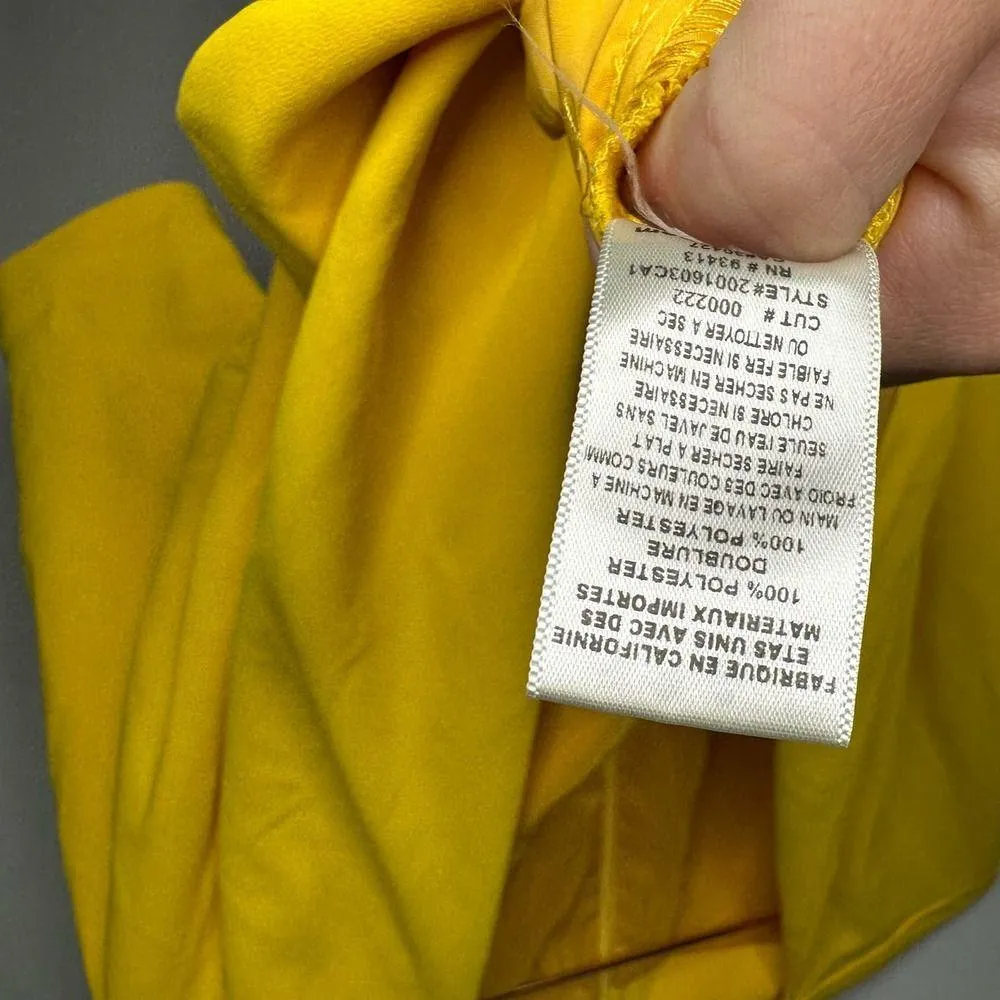 FABRIQUE EN CALIFORNIE
ETAS UNIS AVEC DES
MATERIAUX IMPORTES
100% POLYESTER
DOUBLURE
100% POLYESTER
MAIN OU LAVAGE EN MACHINE A
FROID AVEC DES COULEURS COMM
FAIRE SECHER A PLAT
SEULE l'EAU DE JAVEL SANS
CHLORE SI NECESSAIRE
NE PAS SECHER EN MACHINE
FAIBLE FER SI NECESSAIRE
OU NETTOYER A SEC
CUT # 000222
STYLE# 2001603CA1
RN # 93413